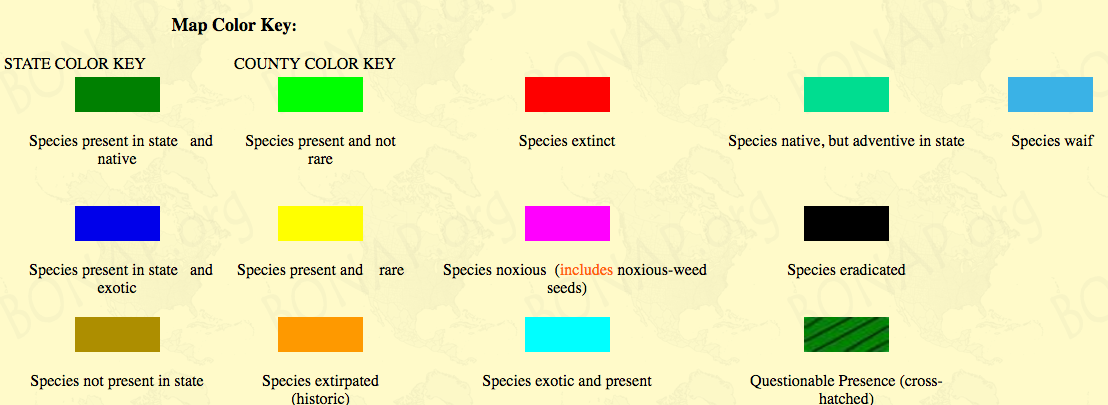 Map Color Key:
STATE COLOR KEY
COUNTY COLOR KEY
Species present in state and
native
Species present and not
rare
Species extinct
Species native, but adventive in state
Species waif
Species present in state and
exotic
Species present and rare
Species noxious (includes noxious-weed
seeds)
Species eradicated
Species not present in state
Species extirpated
(historic)
Species exotic and present
Questionable Presence (cross-
hatched)
BONAP.org